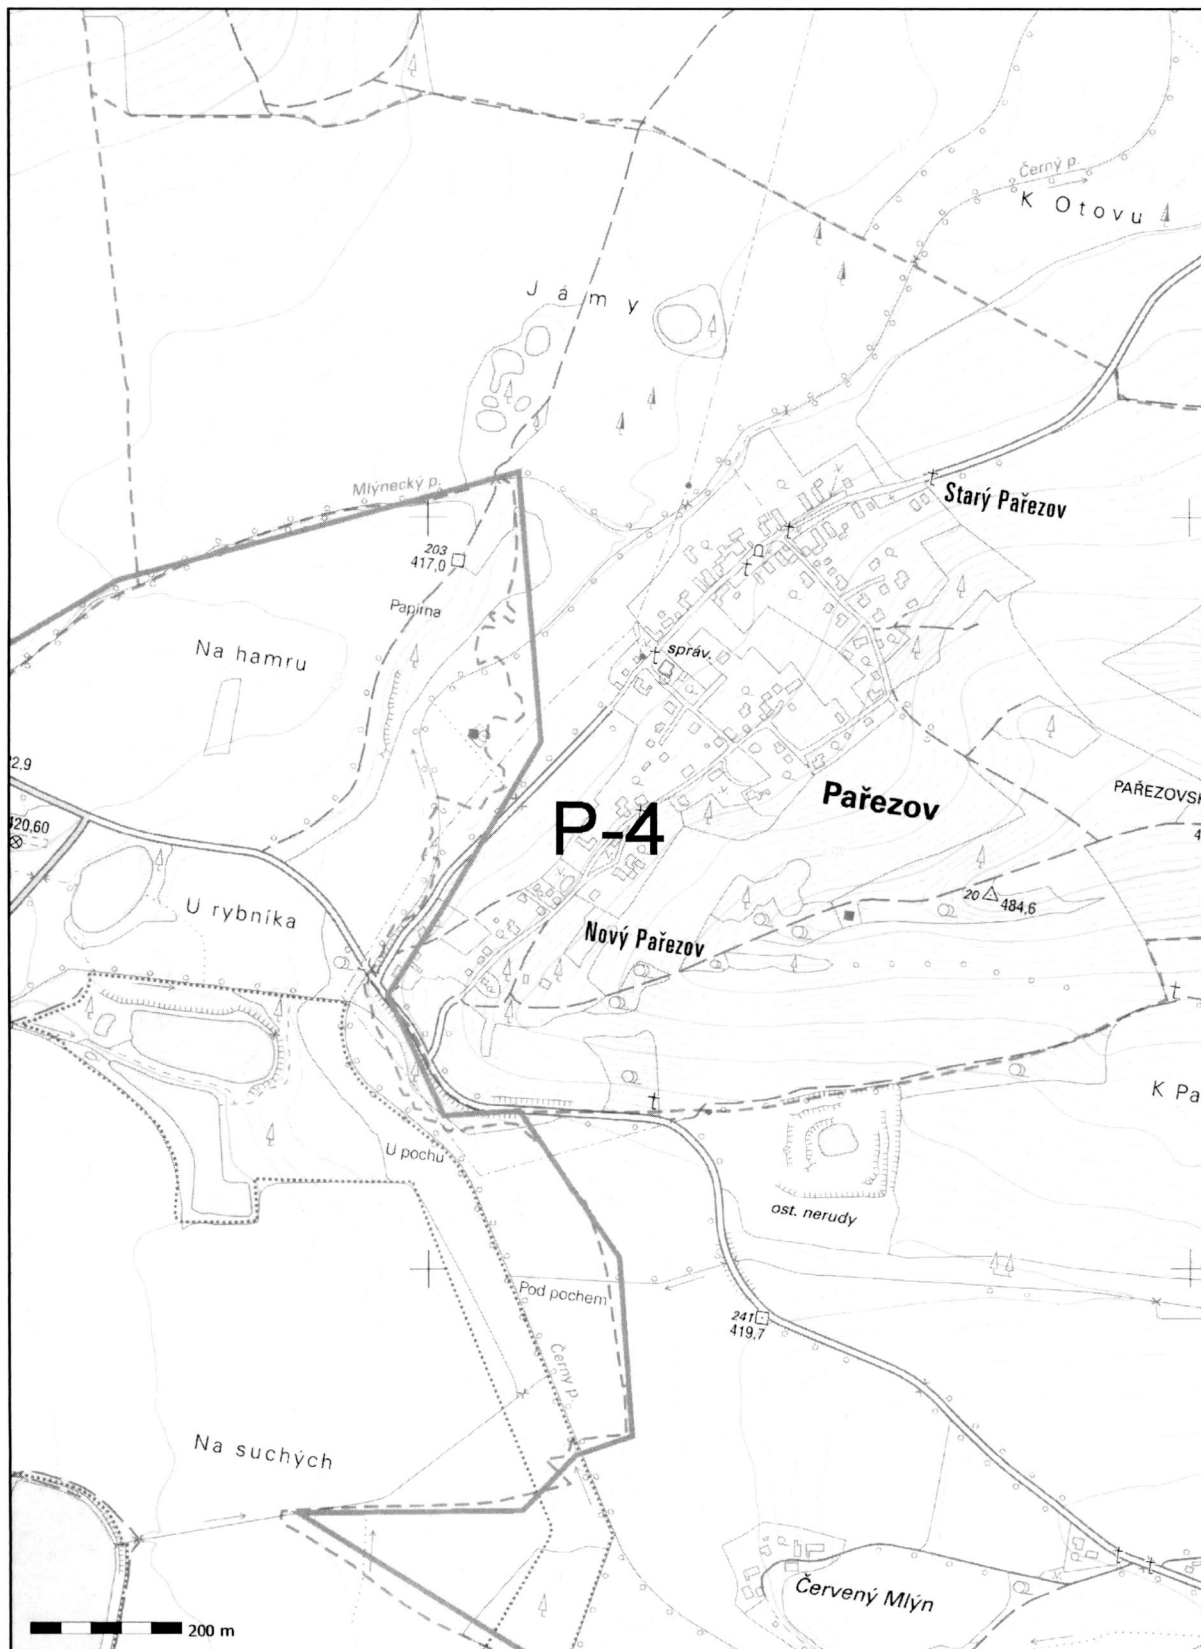 Černý p.
K Otovu
Jámy
Mlýnecký p.
Starý Pařezov
203
417,0
Papírna
Na hamru
správ.
2,9
PAŘEZOVSK
Pařezov
P-4
420,60
U rybníka
20
484,6
Nový Pařezov
K Pa
U pochu
ost. nerudy
Pod pochem
241
419,7
Černý p.
Na suchých
Červený Mlýn
200 m